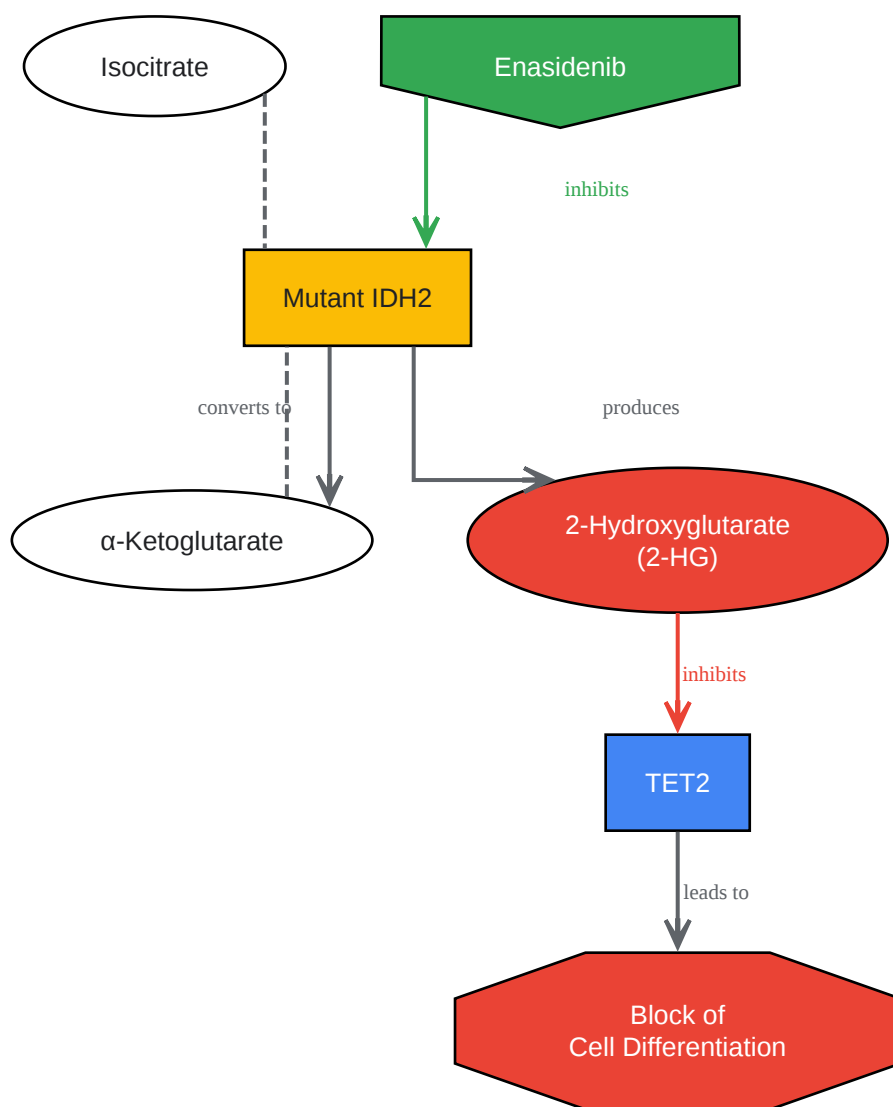 Isocitrate
Enasidenib
inhibits
Mutant IDH2
converts to
produces
α-Ketoglutarate
2-Hydroxyglutarate
(2-HG)
inhibits
TET2
leads to
Block of
Cell Differentiation